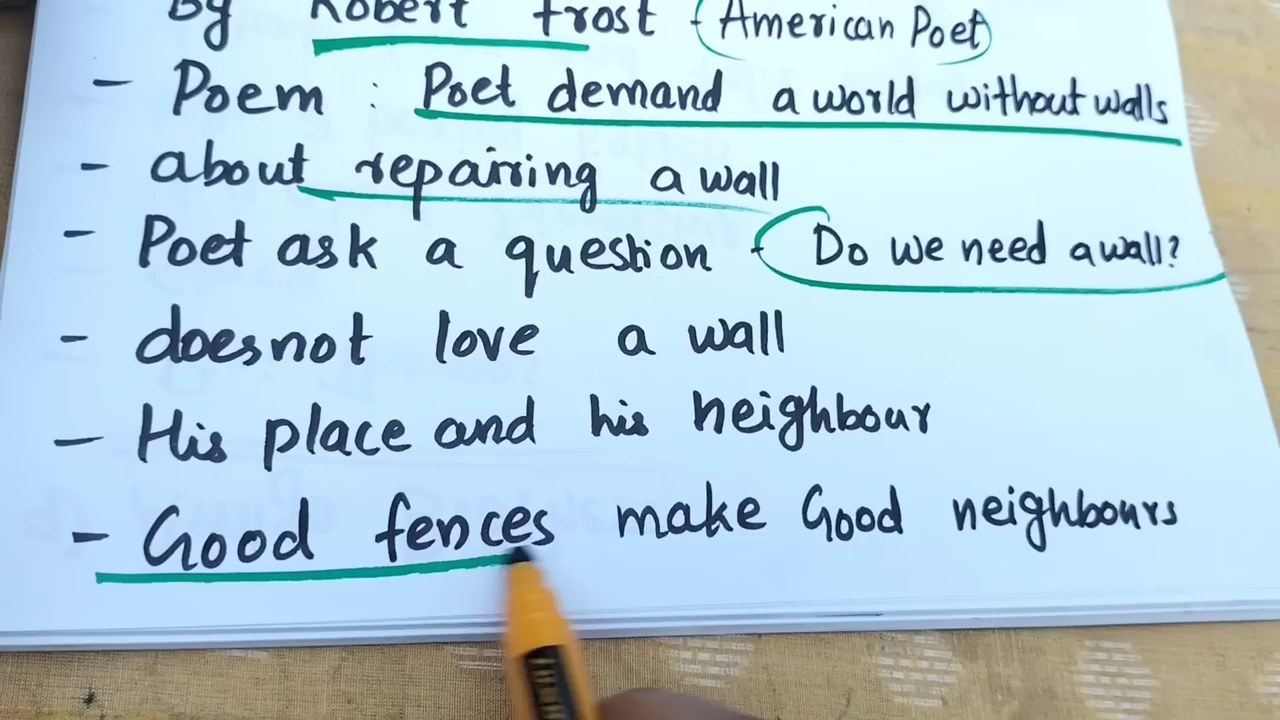 By Robert Frost - (American Poet)
- Poem : Poet demand a world without walls
- about repairing a wall
- Poet ask a question - Do we need a wall?
- doesnot love a wall
- His place and his neighbour
- Good fences make Good neighbours